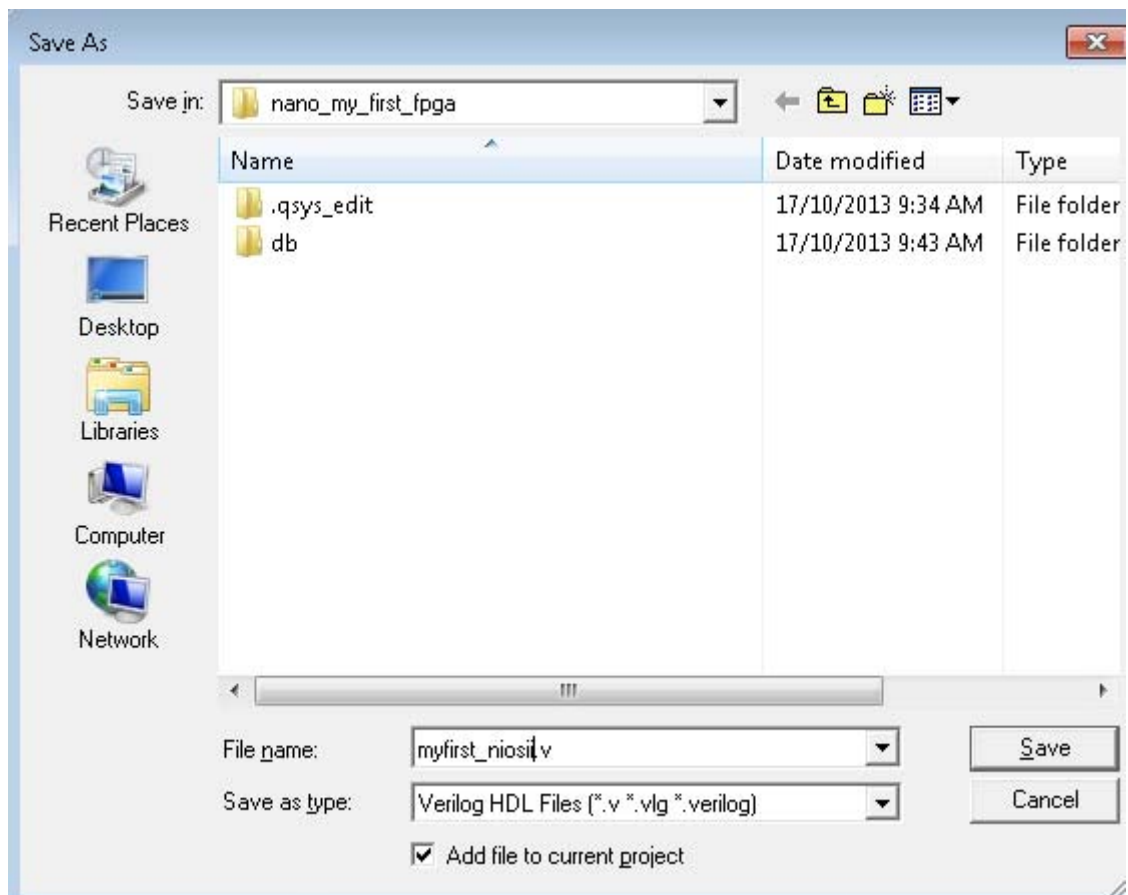 Save As
Save in:
nano_my_first_fpga
Name
Date modified
Type
.qsys_edit
17/10/2013 9:34 AM
File folder
db
17/10/2013 9:43 AM
File folder
Recent Places
Desktop
Libraries
Computer
Network
File name:
myfirst_niosii.v
Save
Save as type:
Verilog HDL Files (*.v *.vlg *.verilog)
Cancel
Add file to current project